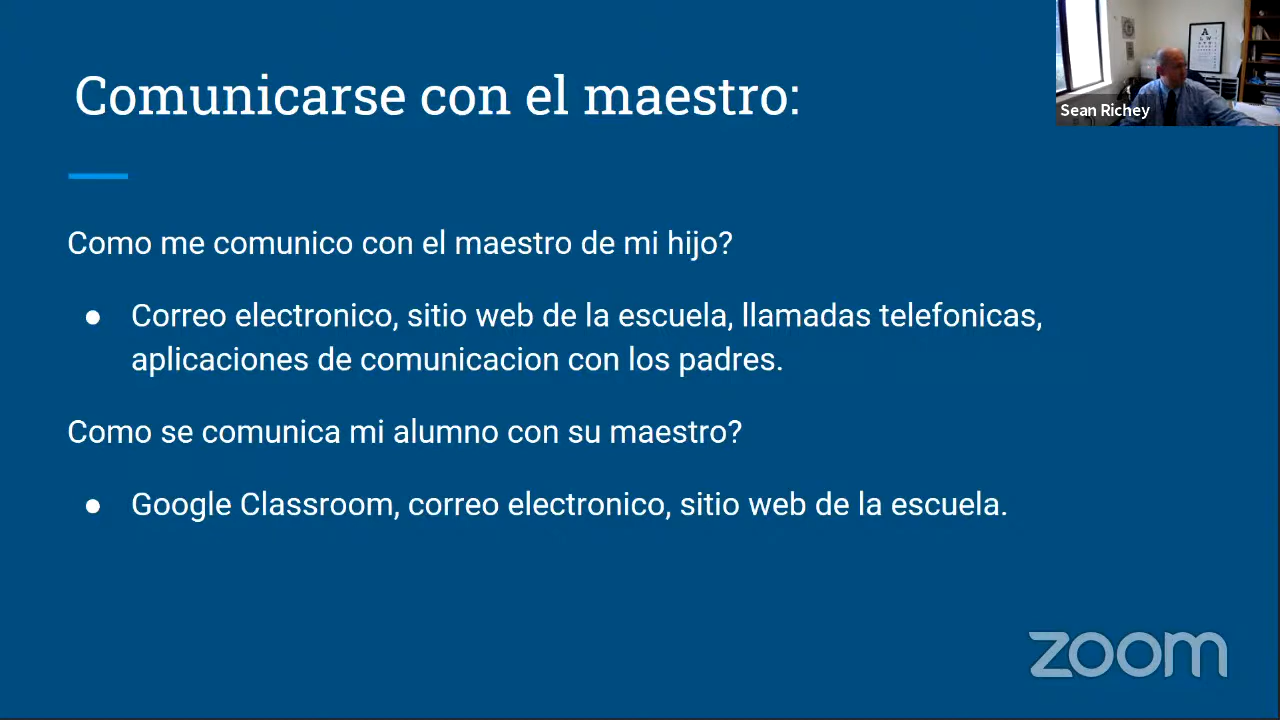 Comunicarse con el maestro:
Sean Richey
Como me comunico con el maestro de mi hijo?
● Correo electronico, sitio web de la escuela, llamadas telefonicas,
aplicaciones de comunicacion con los padres.
Como se comunica mi alumno con su maestro?
● Google Classroom, correo electronico, sitio web de la escuela.
zoom